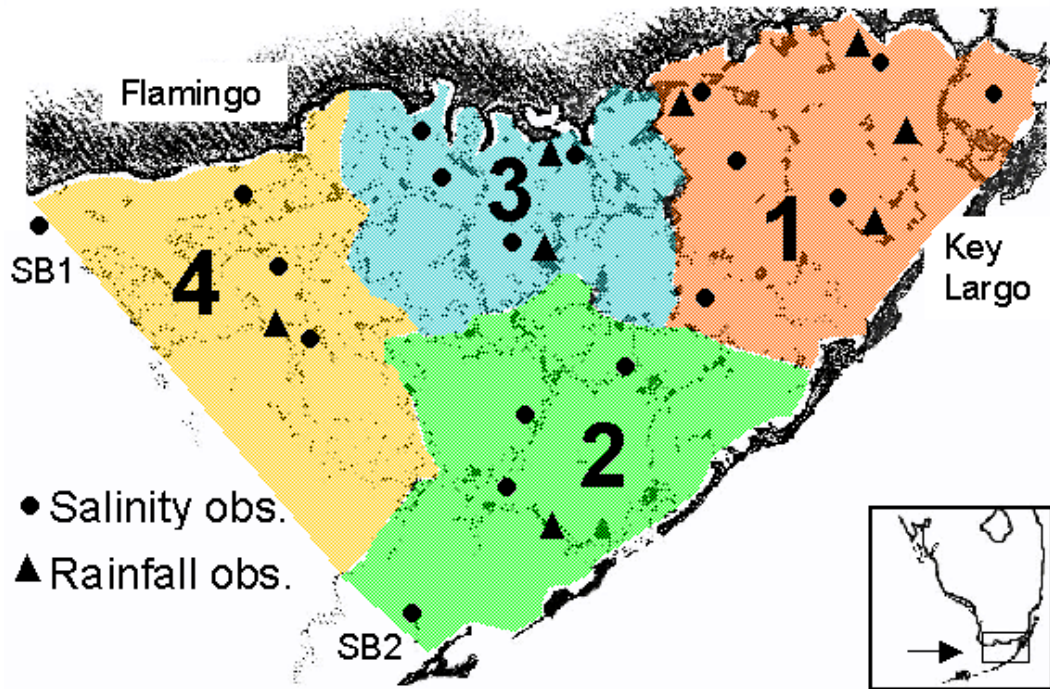 Flamingo
3
1
SB1
4
Key
Largo
2
Salinity obs.
Rainfall obs.
SB2